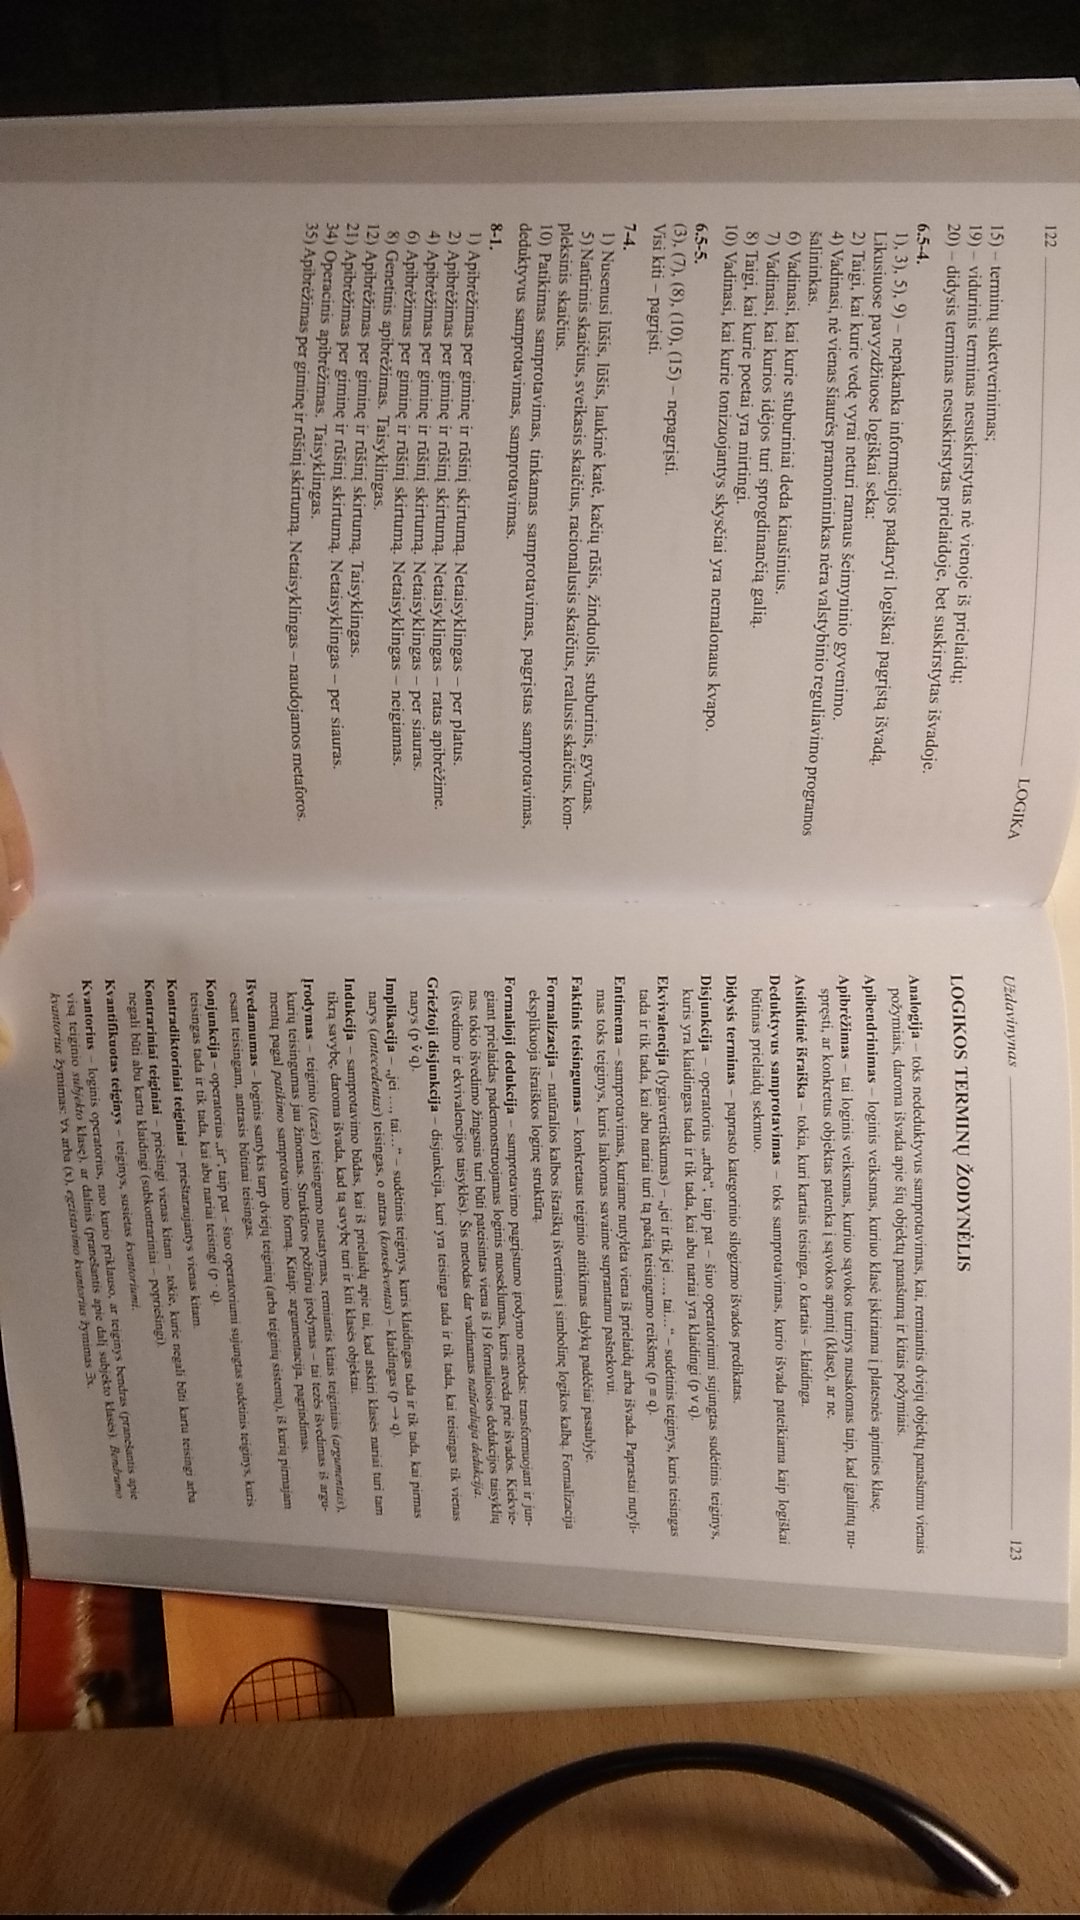 122
LOGIKA
15) – terminų suketverinimas;
19) – vidurinis terminas nesuskirstytas nė vienoje iš prielaidų;
20) – didysis terminas nesuskirstytas prielaidoje, bet suskirstytas išvadoje.
6.5-4.
1), 3), 5), 9) – nepakanka informacijos padaryti logiškai pagrįstą išvadą.
Likusiuose pavyzdžiuose logiškai seka:
2) Taigi, kai kurie vedę vyrai neturi ramaus šeimyninio gyvenimo.
4) Vadinasi, nė vienas šiaurės pramonininkas nėra valstybinio reguliavimo programos
šalininkas.
6) Vadinasi, kai kurie stuburiniai deda kiaušinius.
7) Vadinasi, kai kurios idėjos turi sprogdinančią galią.
8) Taigi, kai kurie poetai yra mirtingi.
10) Vadinasi, kai kurie tonizuojantys skysčiai yra nemalonaus kvapo.
6.5-5.
(3), (7), (8), (10), (15) – nepagrįsti.
Visi kiti – pagrįsti.
7-4.
1) Nusenusi lūšis, lūšis, laukinė katė, kačių rūšis, žinduolis, stuburinis, gyvūnas.
5) Natūrinis skaičius, sveikasis skaičius, racionalusis skaičius, realusis skaičius, kom-
pleksinis skaičius.
10) Patikimas samprotavimas, tinkamas samprotavimas, pagrįstas samprotavimas,
deduktyvus samprotavimas, samprotavimas.
8-1.
1) Apibrėžimas per giminę ir rūšinį skirtumą. Netaisyklingas – per platus.
2) Apibrėžimas per giminę ir rūšinį skirtumą. Netaisyklingas – ratas apibrėžime.
4) Apibrėžimas per giminę ir rūšinį skirtumą. Netaisyklingas – per siauras.
6) Apibrėžimas per giminę ir rūšinį skirtumą. Netaisyklingas – neigiamas.
8) Genetinis apibrėžimas. Taisyklingas.
12) Apibrėžimas per giminę ir rūšinį skirtumą. Taisyklingas.
21) Apibrėžimas per giminę ir rūšinį skirtumą. Netaisyklingas – per siauras.
34) Operacinis apibrėžimas. Taisyklingas.
35) Apibrėžimas per giminę ir rūšinį skirtumą. Netaisyklingas – naudojamos metaforos.
Uždavinynas
123
LOGIKOS TERMINŲ ŽODYNĖLIS
Analogija – toks nededuktyvus samprotavimas, kai, remiantis dviejų objektų panašumu vienais
požymiais, daroma išvada apie šių objektų panašumą ir kitais požymiais.
Apibendrinimas – loginis veiksmas, kuriuo klasė įskiriama į platesnės apimties klasę.
Apibrėžimas – tai loginis veiksmas, kuriuo sąvokos turinys nusakomas taip, kad įgalintų nu-
spręsti, ar konkretus objektas patenka į sąvokos apimtį (klasę), ar ne.
Atsitiktinė išraiška – tokia, kuri kartais teisinga, o kartais – klaidinga.
Deduktyvus samprotavimas – toks samprotavimas, kurio išvada pateikiama kaip logiškai
būtinas prielaidų sekmuo.
Didysis terminas – paprasto kategorinio silogizmo išvados predikatas.
Disjunkcija – operatorius „arba“, taip pat – šiuo operatoriumi sujungtas sudėtinis teiginys,
kuris yra klaidingas tada ir tik tada, kai abu nariai yra klaidingi (p v q).
Ekvivalencija (lygiavertiškumas) – „jei ir tik jei …, tai…“ – sudėtinis teiginys, kuris teisingas
tada ir tik tada, kai abu nariai turi tą pačią teisingumo reikšmę (p ≡ q).
Entimema – samprotavimas, kuriame nutylėta viena iš prielaidų arba išvada. Paprastai nutyli-
mas toks teiginys, kuris laikomas savaime suprantamu pašnekovui.
Faktinis teisingumas – konkretaus teiginio atitikimas dalykų padėčiai pasaulyje.
Formalizacija – natūralios kalbos išraiškų išvertimas į simbolinę logikos kalbą. Formalizacija
eksplikuoja išraiškos loginę struktūrą.
Formalioji dedukcija – samprotavimo pagrįstumo įrodymo metodas: transformuojant ir jun-
giant prielaidas pademonstruojamas loginis nuoseklumas, kuris atveda prie išvados. Kiekvie-
nas tokio išvedimo žingsnis turi būti pateisintas viena iš 19 formaliosios dedukcijos taisyklių
(išvedimo ir ekvivalencijos taisyklės). Šis metodas dar vadinamas natūraliąja dedukcija.
Griežtoji disjunkcija – disjunkcija, kuri yra teisinga tada ir tik tada, kai teisingas tik vienas
narys (p v q).
Implikacija – „jei …, tai…“ – sudėtinis teiginys, kuris klaidingas tada ir tik tada, kai pirmas
narys (antecedentas) teisingas, o antras (konsekventas) – klaidingas (p → q).
Indukcija – samprotavimo būdas, kai iš prielaidų apie tai, kad atskiri klasės nariai turi tam
tikrą savybę, daroma išvada, kad tą savybę turi ir kiti klasės objektai.
Įrodymas – teiginio (tezės) teisingumo nustatymas, remiantis kitais teiginiais (argumentais),
kurių teisingumas jau žinomas. Struktūros požiūriu įrodymas – tai tezės išvedimas iš argu-
mentų pagal patikimo samprotavimo formą. Kitaip: argumentacija, pagrindimas.
Išvedamumas – loginis santykis tarp dviejų teiginių (arba teiginių sistemų), iš kurių pirmajam
esant teisingam, antrasis būtinai teisingas.
Konjunkcija – operatorius „ir“, taip pat – šiuo operatoriumi sujungtas sudėtinis teiginys, kuris
teisingas tada ir tik tada, kai abu nariai teisingi (p · q).
Kontradiktoriniai teiginiai – prieštaraujantys vienas kitam.
Kontrariniai teiginiai – priešingi vienas kitam – tokie, kurie negali būti kartu teisingi arba
negali būti abu kartu klaidingi (subkontrariniai – popriešingi).
Kvantifikuotas teiginys – teiginys, susietas kvantoriumi.
Kvantorius – loginis operatorius, nuo kurio priklauso, ar teiginys bendras (pranešantis apie
visą teiginio subjekto klasę), ar dalinis (pranešantis apie dalį subjekto klasės). Bendrumo
kvantorius žymimas: ∀x arba (x), egzistavimo kvantorius žymimas ∃x.